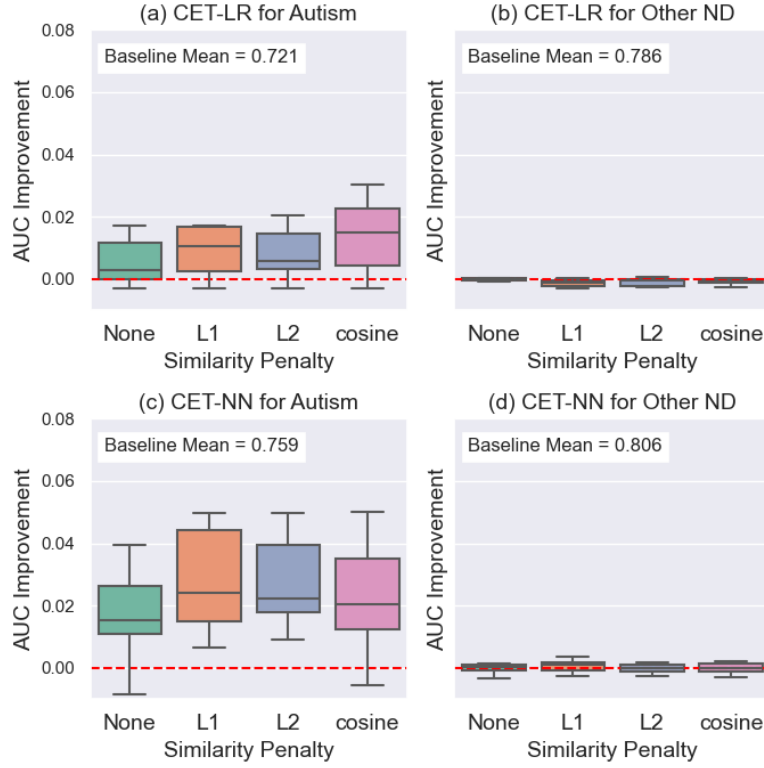 (a) CET-LR for Autism
Baseline Mean = 0.721
AUC Improvement
0.08
0.06
0.04
0.02
0.00
None L1 L2 cosine
Similarity Penalty
(b) CET-LR for Other ND
Baseline Mean = 0.786
AUC Improvement
None L1 L2 cosine
Similarity Penalty
(c) CET-NN for Autism
Baseline Mean = 0.759
AUC Improvement
0.08
0.06
0.04
0.02
0.00
None L1 L2 cosine
Similarity Penalty
(d) CET-NN for Other ND
Baseline Mean = 0.806
AUC Improvement
None L1 L2 cosine
Similarity Penalty